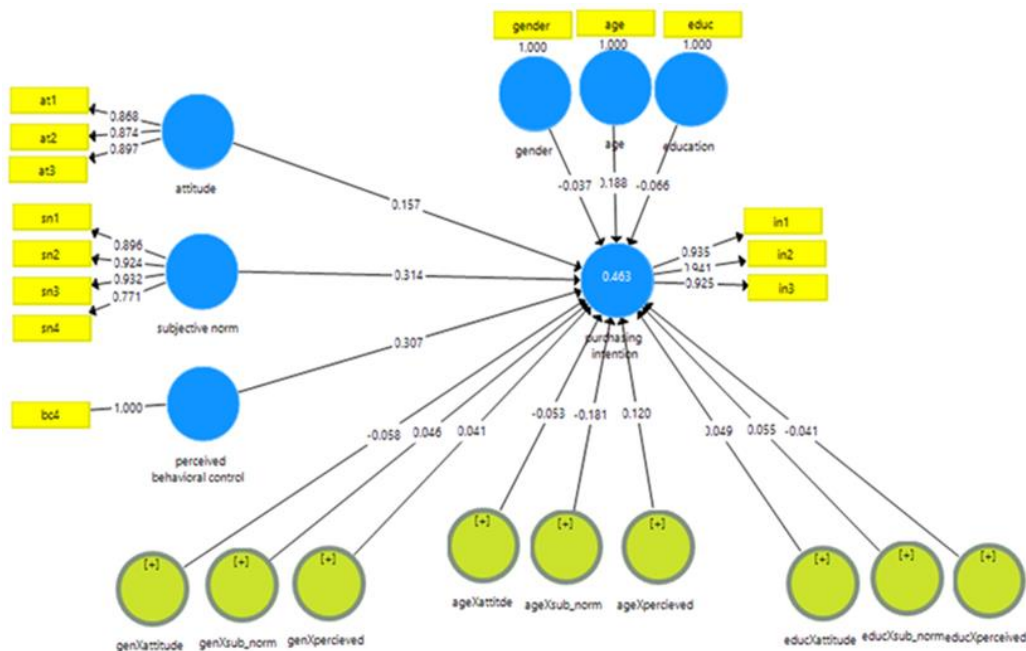 gender age educ
1.000 1.000 1.000
gender age education
-0.037 0.188 -0.066
at1
at2
at3
0.868
0.874
0.897
attitude
0.157
sn1
sn2
sn3
sn4
0.896
0.924
0.932
0.771
subjective norm
0.314
bc4
1.000
perceived
behavioral control
0.307
0.463
purchasing
intention
0.935
0.941
0.925
in1
in2
in3
-0.058 0.046 0.041
-0.053 -0.181 0.120
0.049 0.055 -0.041
[+] [+] [+]
genXattitude genXsub_norm genXpercieved
[+] [+] [+]
ageXattitde ageXsub_norm ageXpercieved
[+] [+] [+]
educXattitude educXsub_norm educXperceived